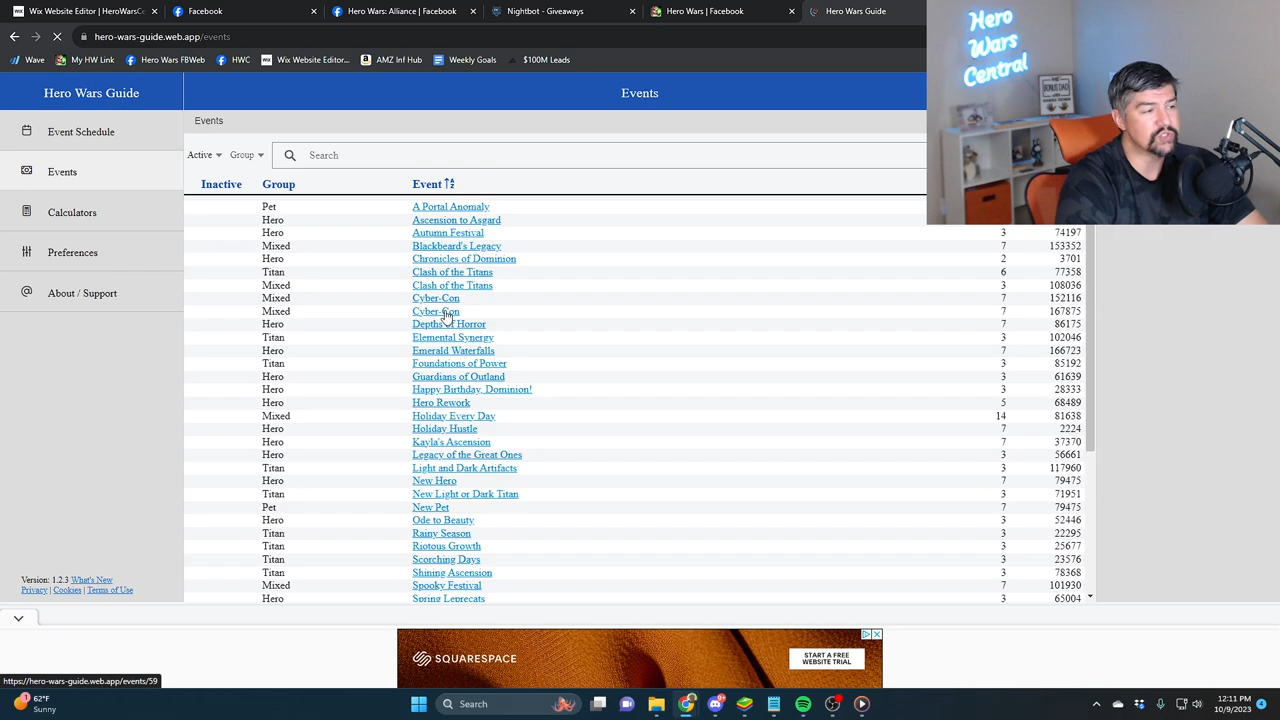 Wix Website Editor | HWsC
Facebook
Hero Wars: Alliance | Facebook
Nightbot - Giveaways
Hero Wars | Facebook
Hero Wars Guide
hero-wars-guide.web.app/events
Wave
My HW Link
Hero Wars FBWeb
HWC
Wix Website Editor...
AMZ Inf Hub
Weekly Goals
$100M Leads
Hero Wars Central
Hero Wars Guide
Events
Event Schedule
Events
Calculators
Preferences
About / Support
Events
Active Group Search
Inactive Group Event
Pet A Portal Anomaly
Hero Ascension to Asgard
Hero Autumn Festival 3 74197
Mixed Blackbeard's Legacy 7 153352
Hero Chronicles of Dominion 2 3701
Titan Clash of the Titans 6 77358
Mixed Clash of the Titans 3 108036
Mixed Cyber-Con 7 152116
Mixed Cyber-Con 7 167875
Hero Depths of Horror 7 86175
Titan Elemental Synergy 3 102046
Hero Emerald Waterfalls 7 166723
Titan Foundations of Power 3 85192
Hero Guardians of Outland 3 61639
Hero Happy Birthday, Dominion! 3 28333
Hero Hero Rework 5 68489
Mixed Holiday Every Day 14 81638
Hero Holiday Hustle 7 2224
Hero Kayla's Ascension 7 37370
Hero Legacy of the Great Ones 3 56661
Titan Light and Dark Artifacts 3 117960
Hero New Hero 7 79475
Titan New Light or Dark Titan 3 71951
Pet New Pet 7 79475
Hero Ode to Beauty 3 52446
Titan Rainy Season 3 22295
Titan Riotous Growth 3 25677
Titan Scorching Days 3 23576
Titan Shining Ascension 3 78368
Mixed Spooky Festival 7 101930
Hero Spring Leprecats 3 65004
Version: 1.2.3 What's New
Privacy | Cookies | Terms of Use
SQUARESPACE
START A FREE
WEBSITE TRIAL
https://hero-wars-guide.web.app/events/59
62°F
Sunny
Search
12:11 PM
10/9/2023